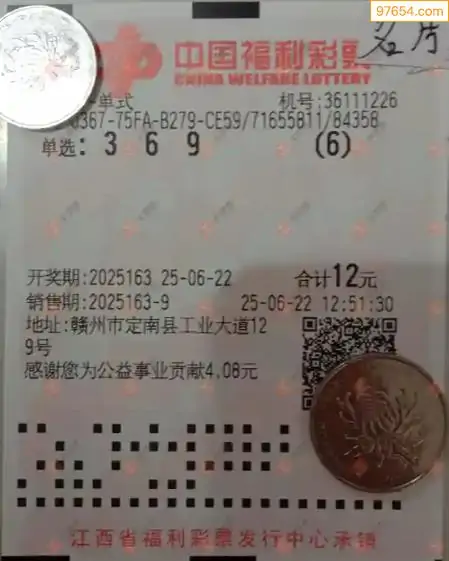 97654.com
名片
中国福利彩票
CHINA WELFARE LOTTERY
-单式 机号:36111226
0367-75FA-B279-CE59/71655811/84358
单选: 3 6 9 (6)
开奖期:2025163 25-06-22 合计12元
销售期:2025163-9 25-06-22 12:51:30
地址:赣州市定南县工业大道12
9号
感谢您为公益事业贡献4.08元
江西省福利彩票发行中心承销